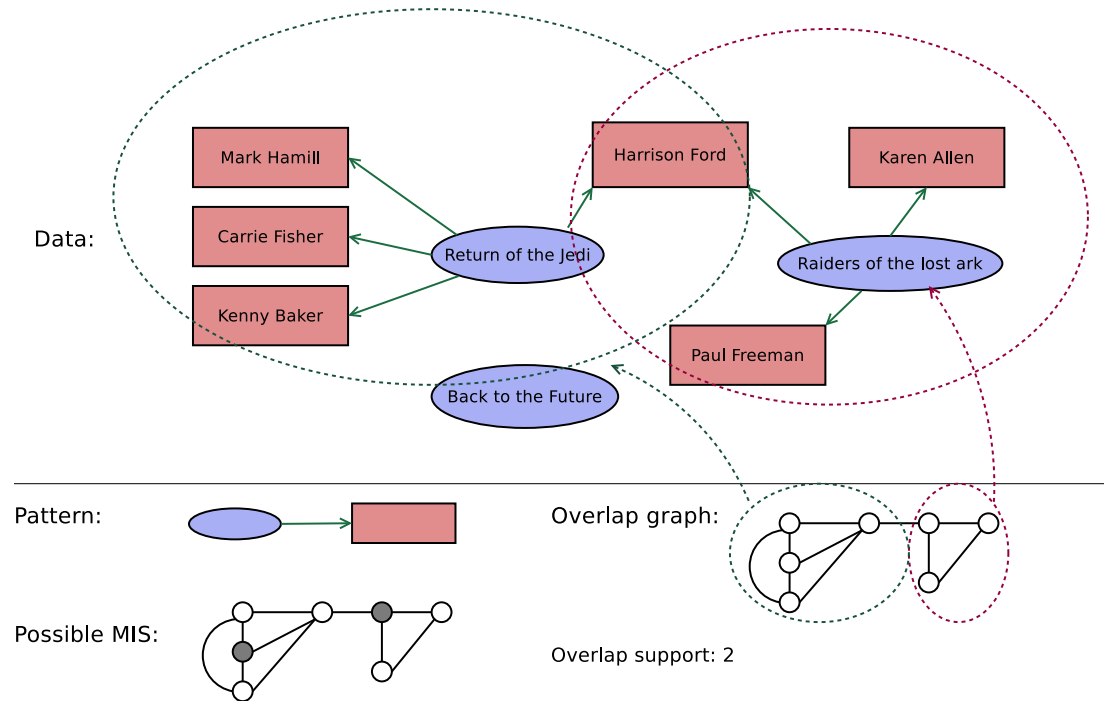 Mark Hamill
Harrison Ford
Karen Allen
Data:
Carrie Fisher
Return of the Jedi
Raiders of the lost ark
Kenny Baker
Paul Freeman
Back to the Future
Pattern:
Overlap graph:
Possible MIS:
Overlap support: 2